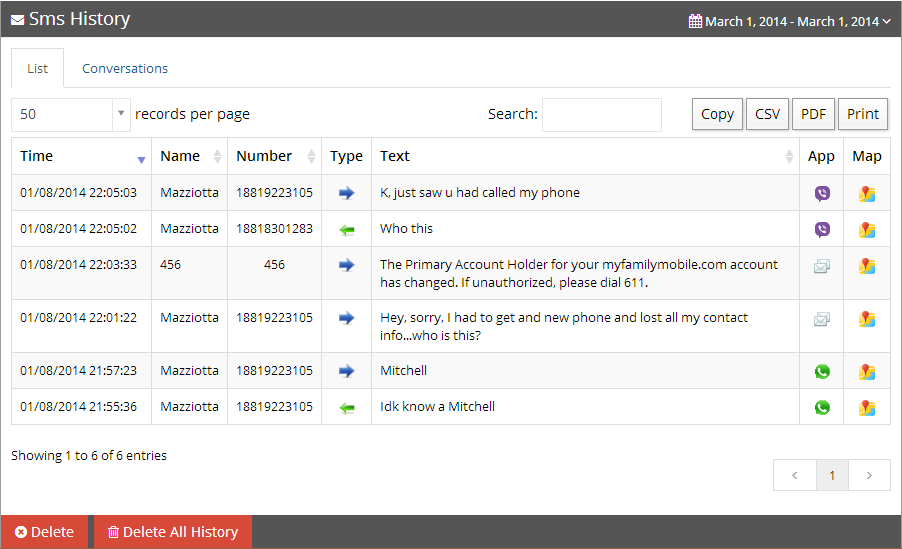 Sms History
March 1, 2014 - March 1, 2014
List Conversations
50 records per page Search: Copy CSV PDF Print
Time Name Number Type Text App Map
01/08/2014 22:05:03 Mazziotta 18819223105 K, just saw u had called my phone
01/08/2014 22:05:02 Mazziotta 18818301283 Who this
01/08/2014 22:03:33 456 456 The Primary Account Holder for your myfamilymobile.com account
has changed. If unauthorized, please dial 611.
01/08/2014 22:01:22 Mazziotta 18819223105 Hey, sorry, I had to get and new phone and lost all my contact
info...who is this?
01/08/2014 21:57:23 Mazziotta 18819223105 Mitchell
01/08/2014 21:55:36 Mazziotta 18819223105 Idk know a Mitchell
Showing 1 to 6 of 6 entries
< 1 >
Delete Delete All History